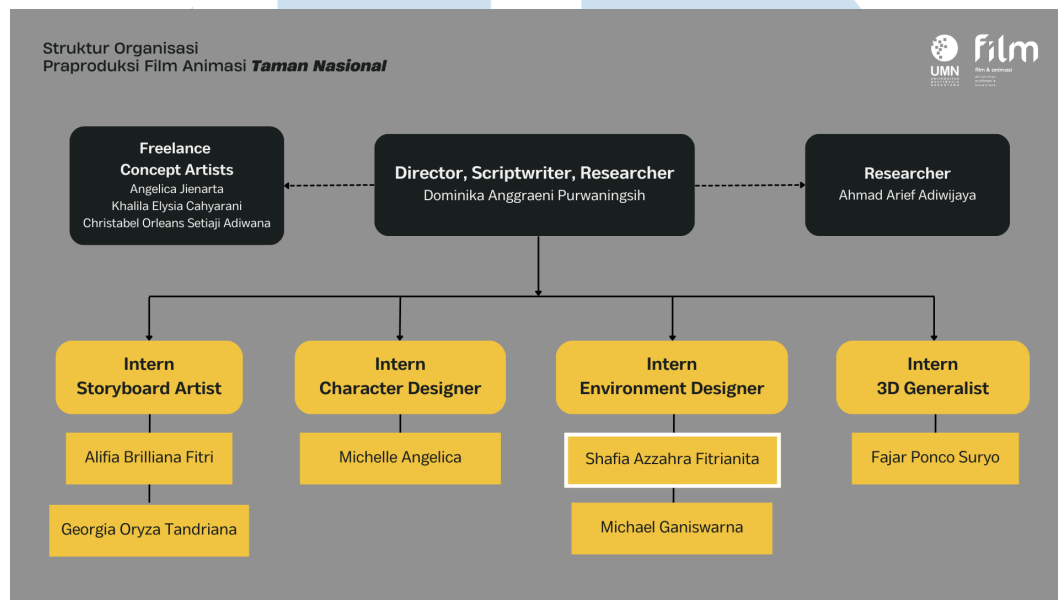 Struktur Organisasi
Praproduksi Film Animasi Taman Nasional
UMN
film
film & animasi
Freelance
Concept Artists
Angelica Jienarta
Khalila Elysia Cahyarani
Christabel Orleans Setiaji Adiwana
Director, Scriptwriter, Researcher
Dominika Anggraeni Purwaningsih
Researcher
Ahmad Arief Adiwijaya
Intern
Storyboard Artist
Alifia Brilliana Fitri
Georgia Oryza Tandriana
Intern
Character Designer
Michelle Angelica
Intern
Environment Designer
Shafia Azzahra Fitrianita
Michael Ganiswarna
Intern
3D Generalist
Fajar Ponco Suryo